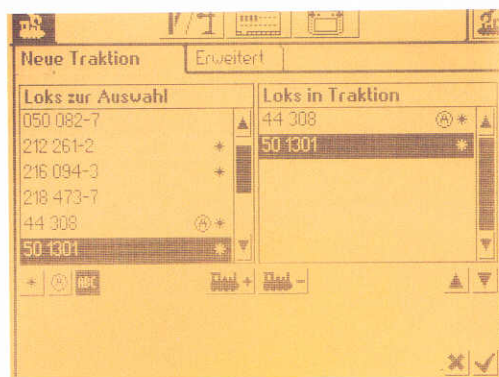 Neue Traktion
Erweitert
Loks zur Auswahl
050 082-7
212 261-2 *
216 094-3 *
218 473-7
44 308 *
50 1301 *
Loks in Traktion
44 308 *
50 1301 *
* ABC + -